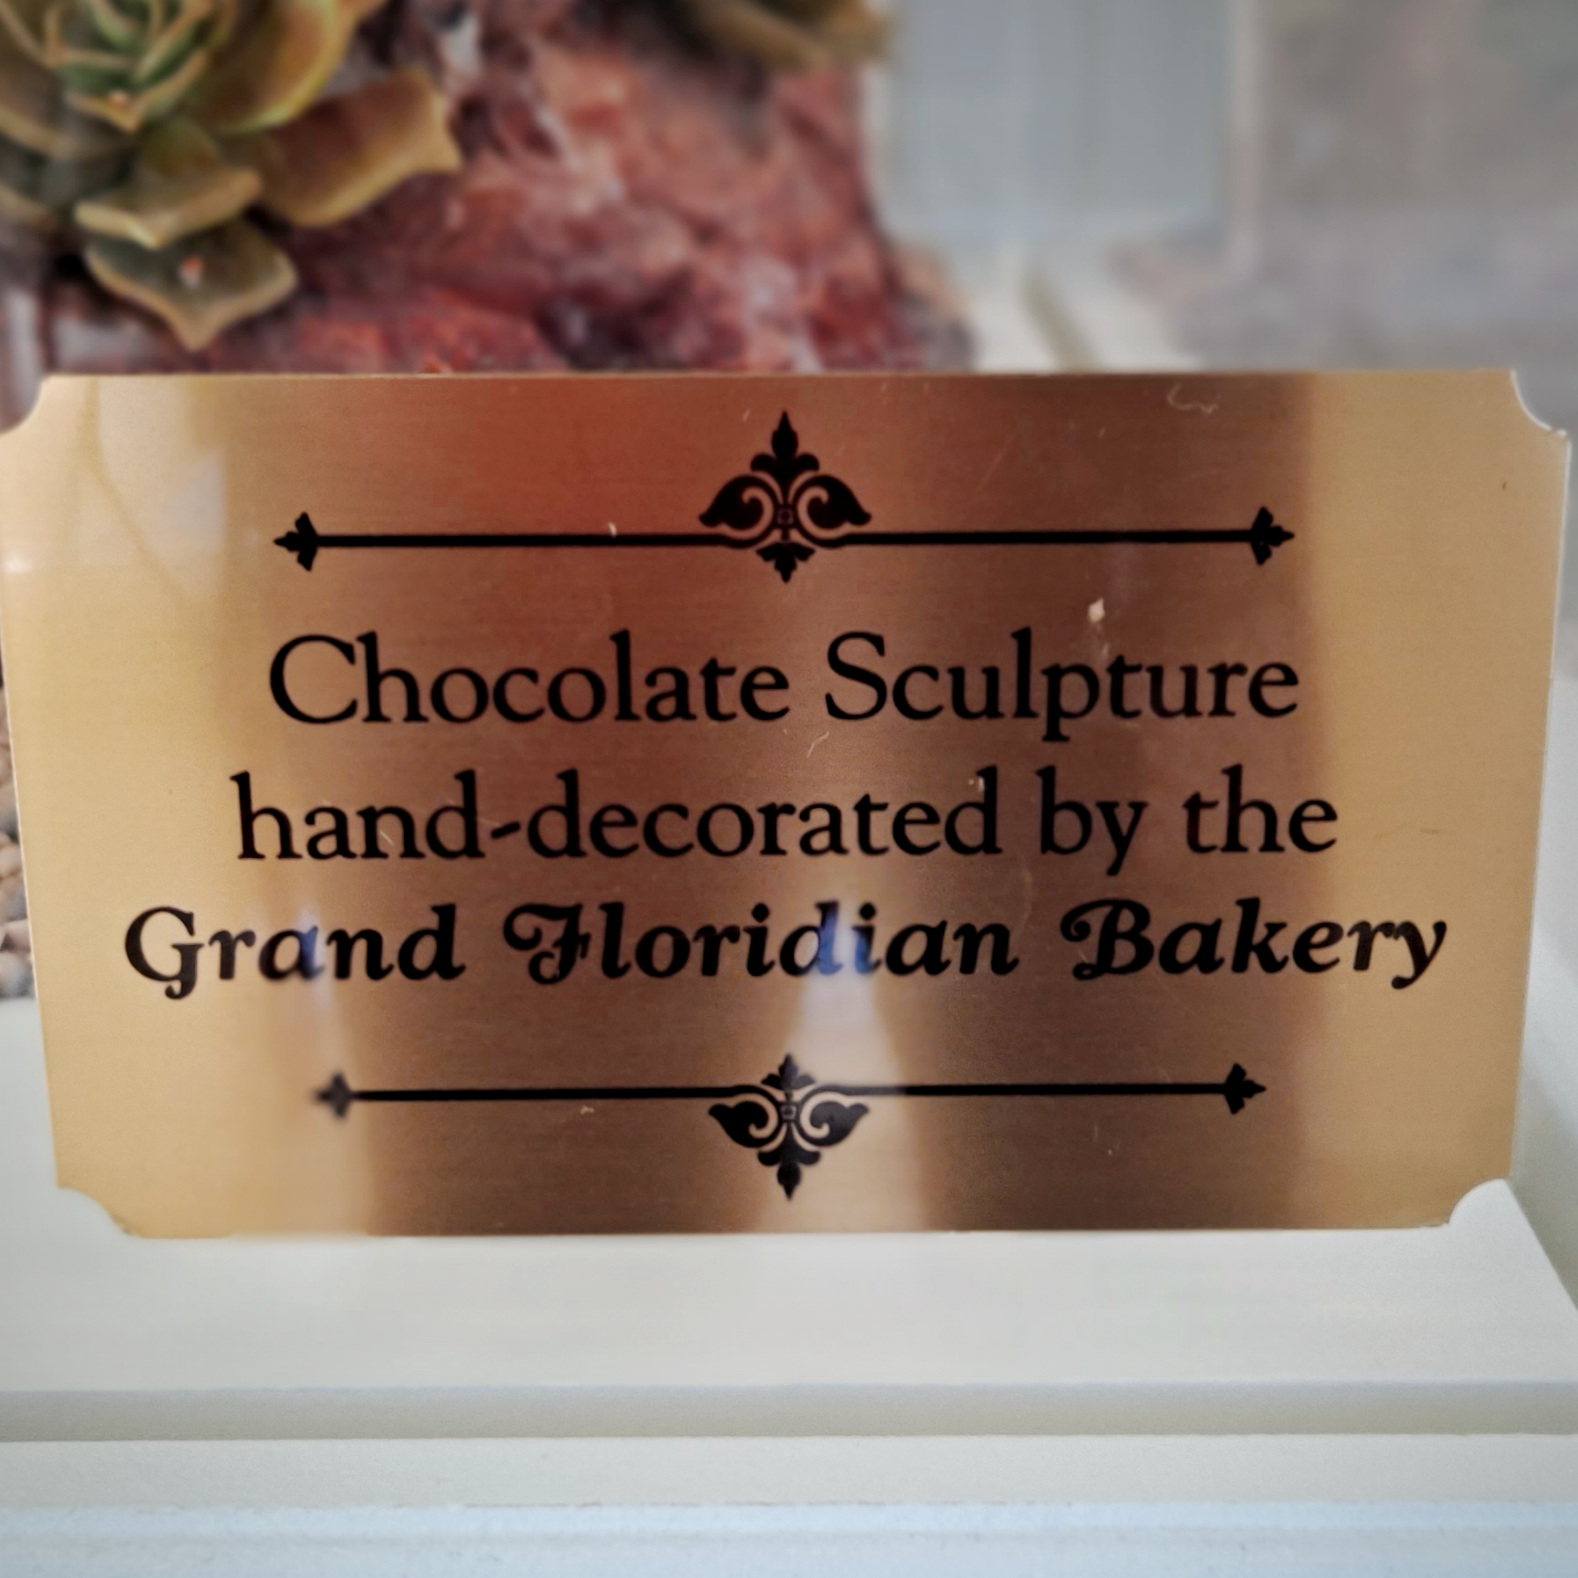 Chocolate Sculpture
hand-decorated by the
Grand Floridian Bakery